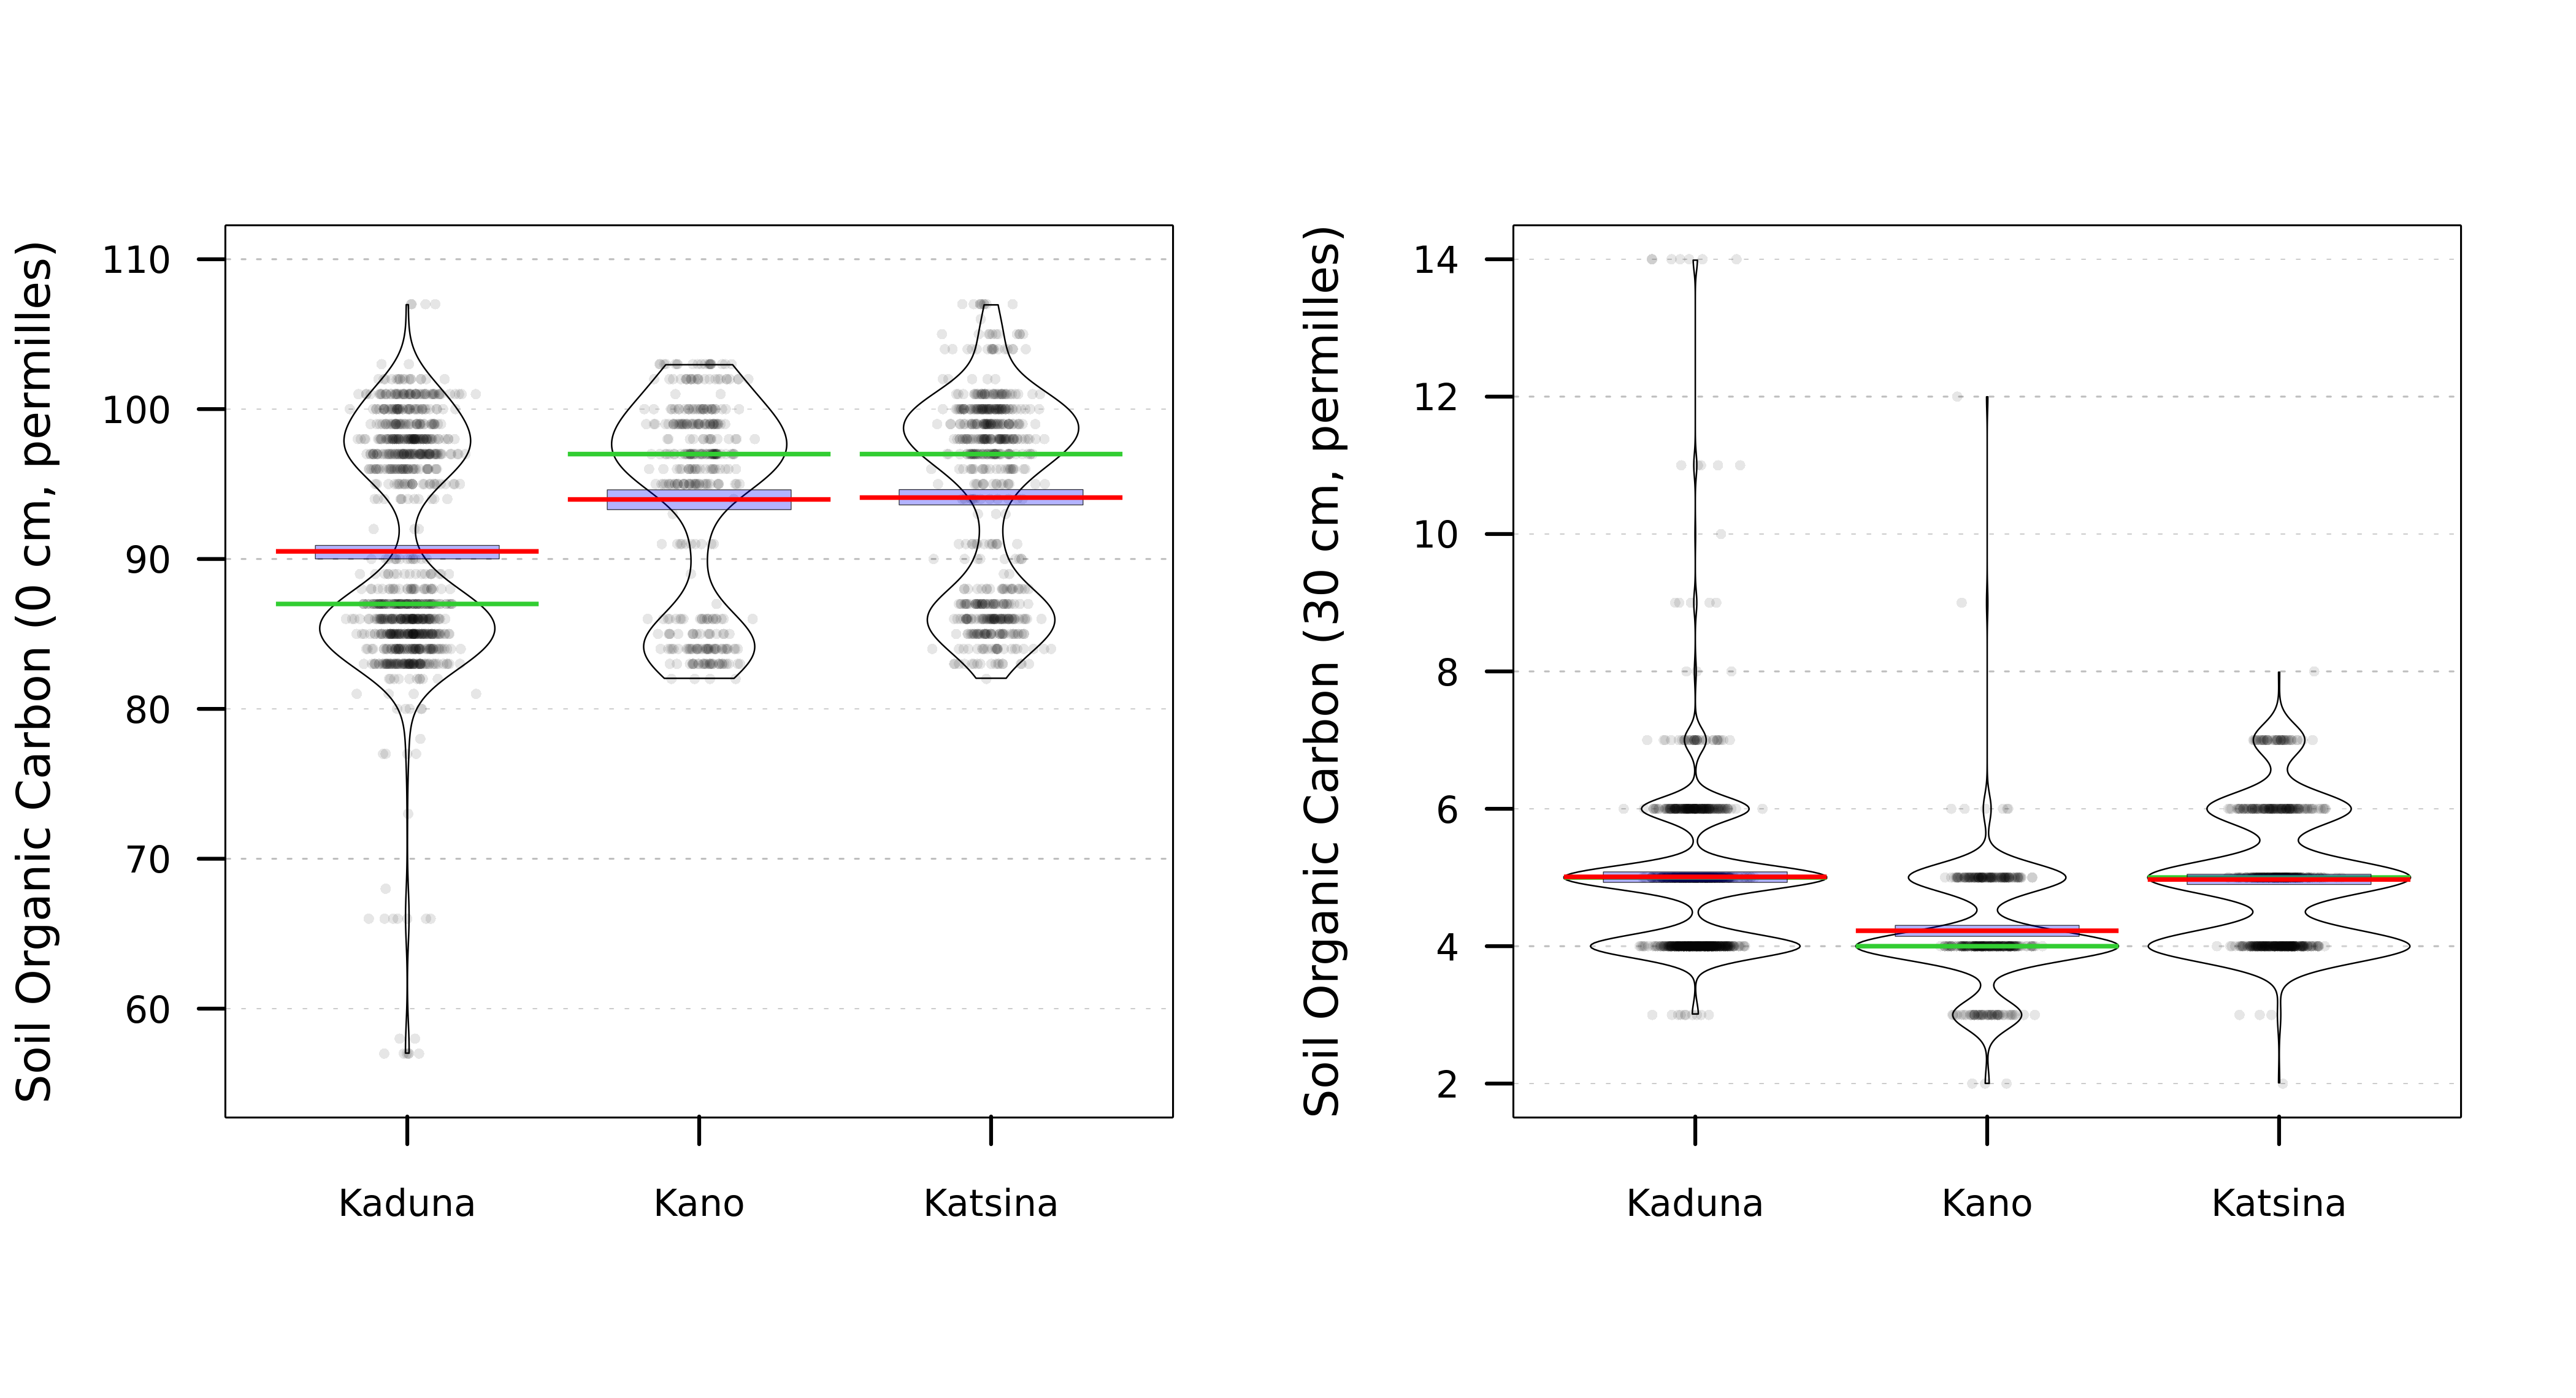 Soil Organic Carbon (0 cm, permilles)
110
100
90
80
70
60
Kaduna
Kano
Katsina
Soil Organic Carbon (30 cm, permilles)
14
12
10
8
6
4
2
Kaduna
Kano
Katsina